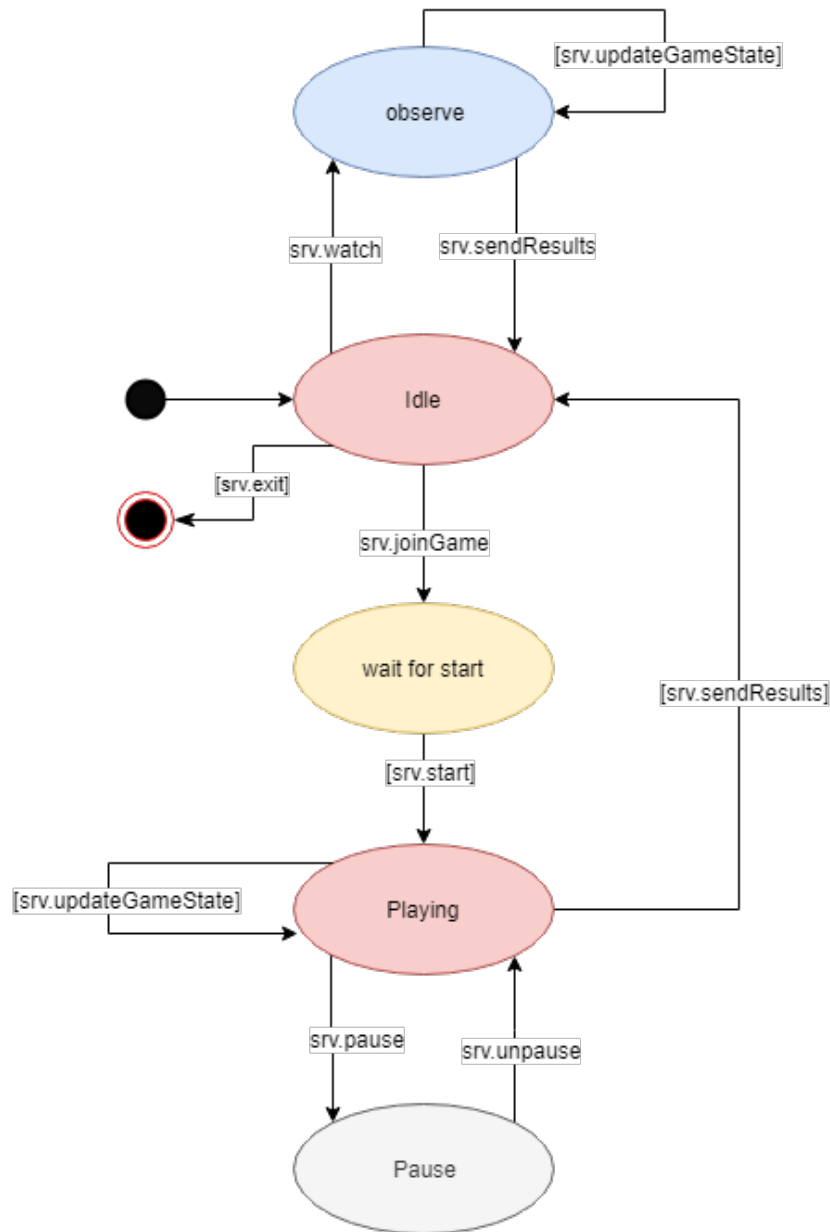 [srv.updateGameState]
observe
srv.watch
srv.sendResults
Idle
[srv.exit]
srv.joinGame
wait for start
[srv.sendResults]
[srv.start]
[srv.updateGameState]
Playing
srv.pause
srv.unpause
Pause